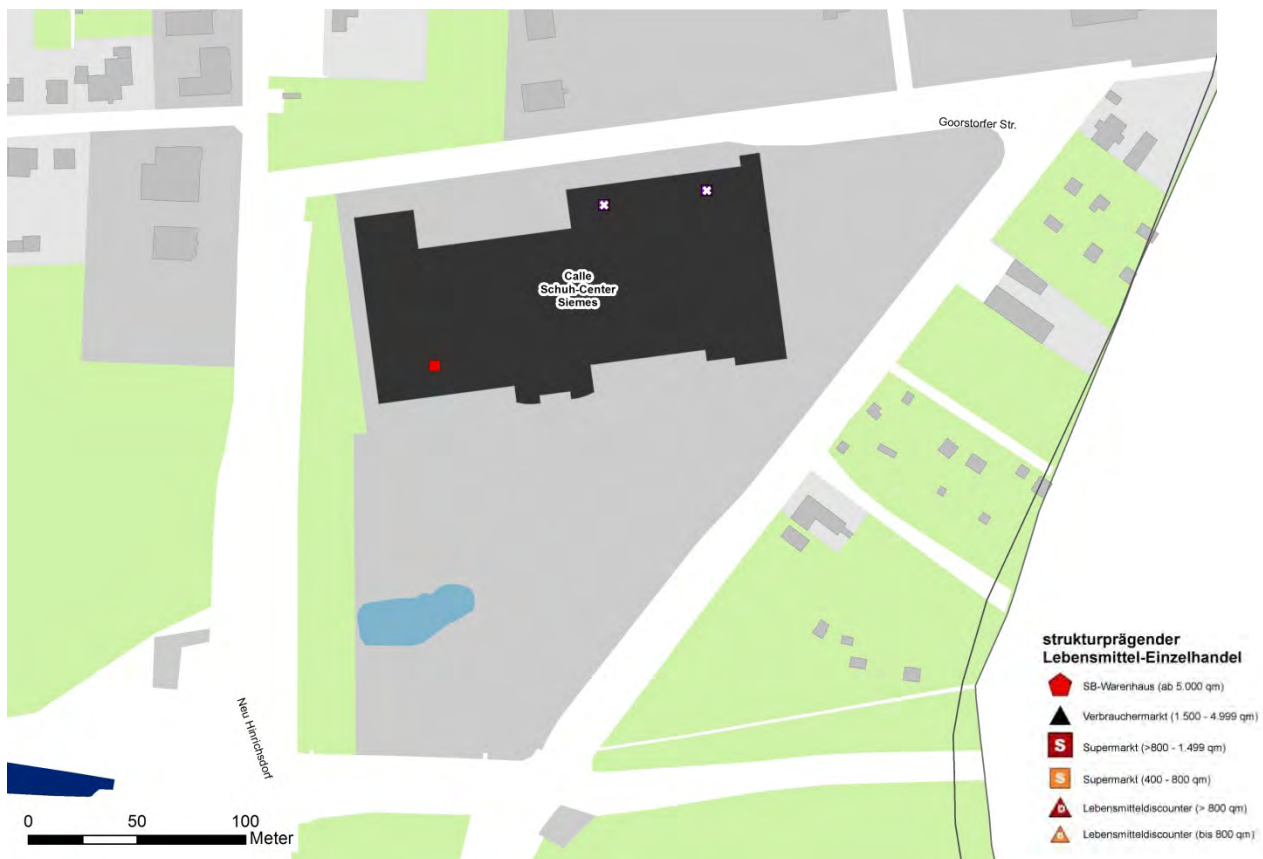 Goorstorfer Str.
Calle
Schuh-Center
Siemes
Neu Hinrichsdorf
0 50 100
Meter
strukturprägender
Lebensmittel-Einzelhandel
SB-Warenhaus (ab 5.000 qm)
Verbrauchermarkt (1.500 - 4.999 qm)
S Supermarkt (>800 - 1.499 qm)
S Supermarkt (400 - 800 qm)
D Lebensmitteldiscounter (> 800 qm)
D Lebensmitteldiscounter (bis 800 qm)